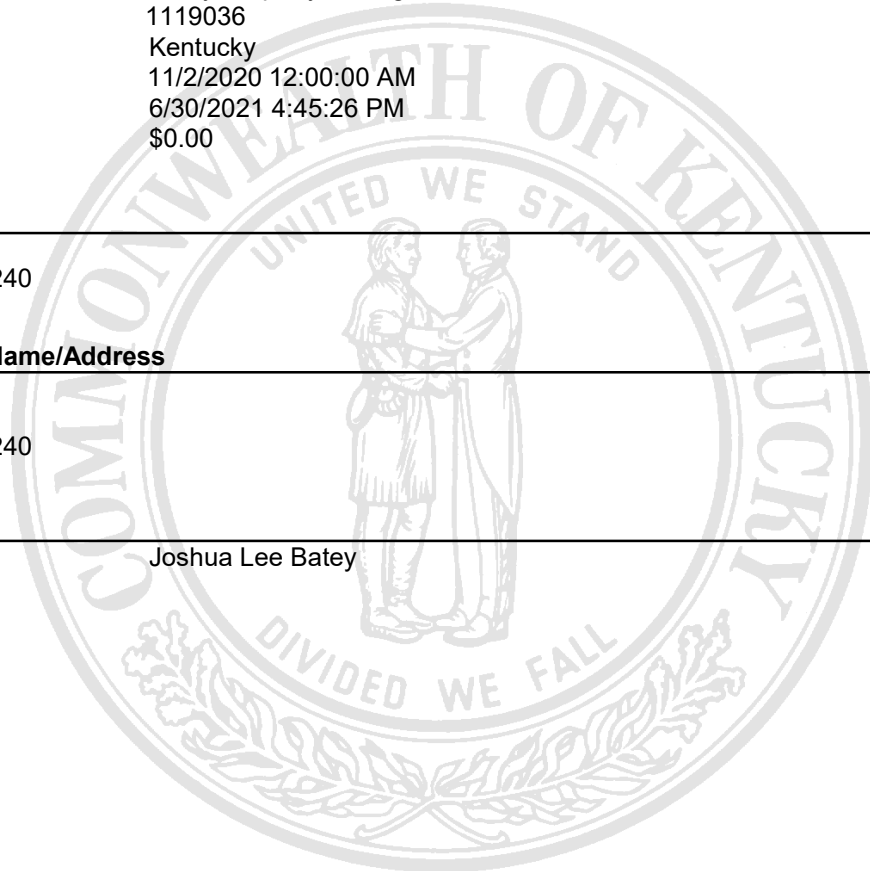 1119036
Kentucky
11/2/2020 12:00:00 AM
6/30/2021 4:45:26 PM
$0.00
COMMONWEALTH OF KENTUCKY
UNITED WE STAND
240
Name/Address
240
Joshua Lee Batey
DIVIDED WE FALL